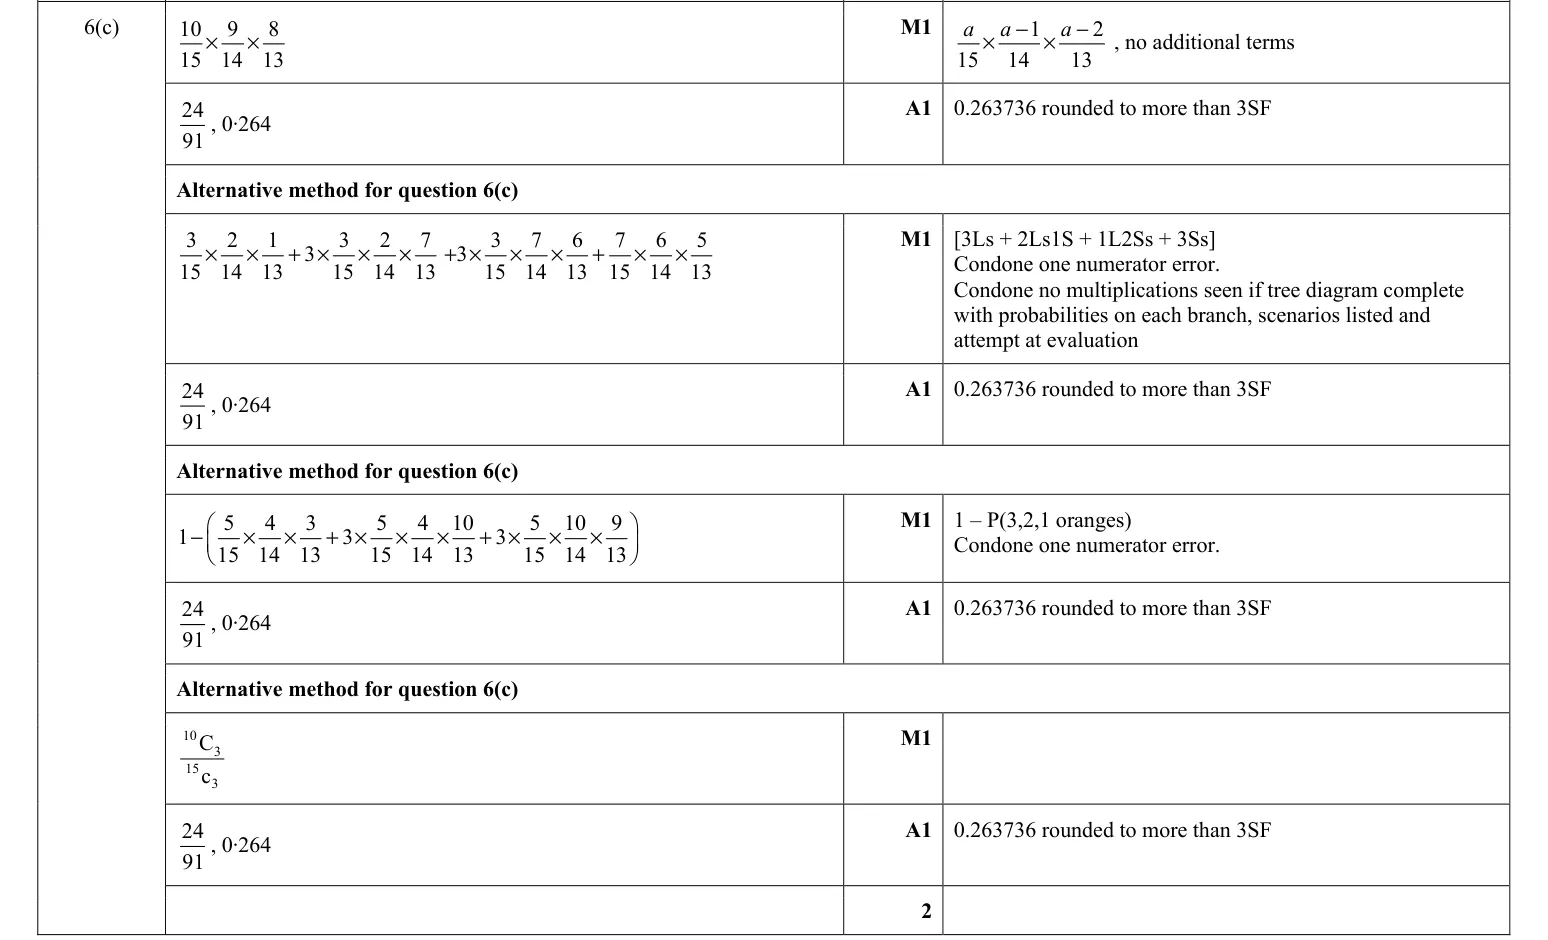 6(c)
10/15 × 9/14 × 8/13
M1
a/15 × a − 1/14 × a − 2/13 , no additional terms
24/91 , 0·264
A1
0.263736 rounded to more than 3SF
Alternative method for question 6(c)
3/15 × 2/14 × 1/13 + 3 × 3/15 × 2/14 × 7/13 +3 × 3/15 × 7/14 × 6/13 + 7/15 × 6/14 × 5/13
M1
[3Ls + 2Ls1S + 1L2Ss + 3Ss]
Condone one numerator error.
Condone no multiplications seen if tree diagram complete
with probabilities on each branch, scenarios listed and
attempt at evaluation
24/91 , 0·264
A1
0.263736 rounded to more than 3SF
Alternative method for question 6(c)
1 − (5/15 × 4/14 × 3/13 + 3 × 5/15 × 4/14 × 10/13 + 3 × 5/15 × 10/14 × 9/13)
M1
1 – P(3,2,1 oranges)
Condone one numerator error.
24/91 , 0·264
A1
0.263736 rounded to more than 3SF
Alternative method for question 6(c)
¹⁰C₃
¹⁵c₃
M1
24/91 , 0·264
A1
0.263736 rounded to more than 3SF
2